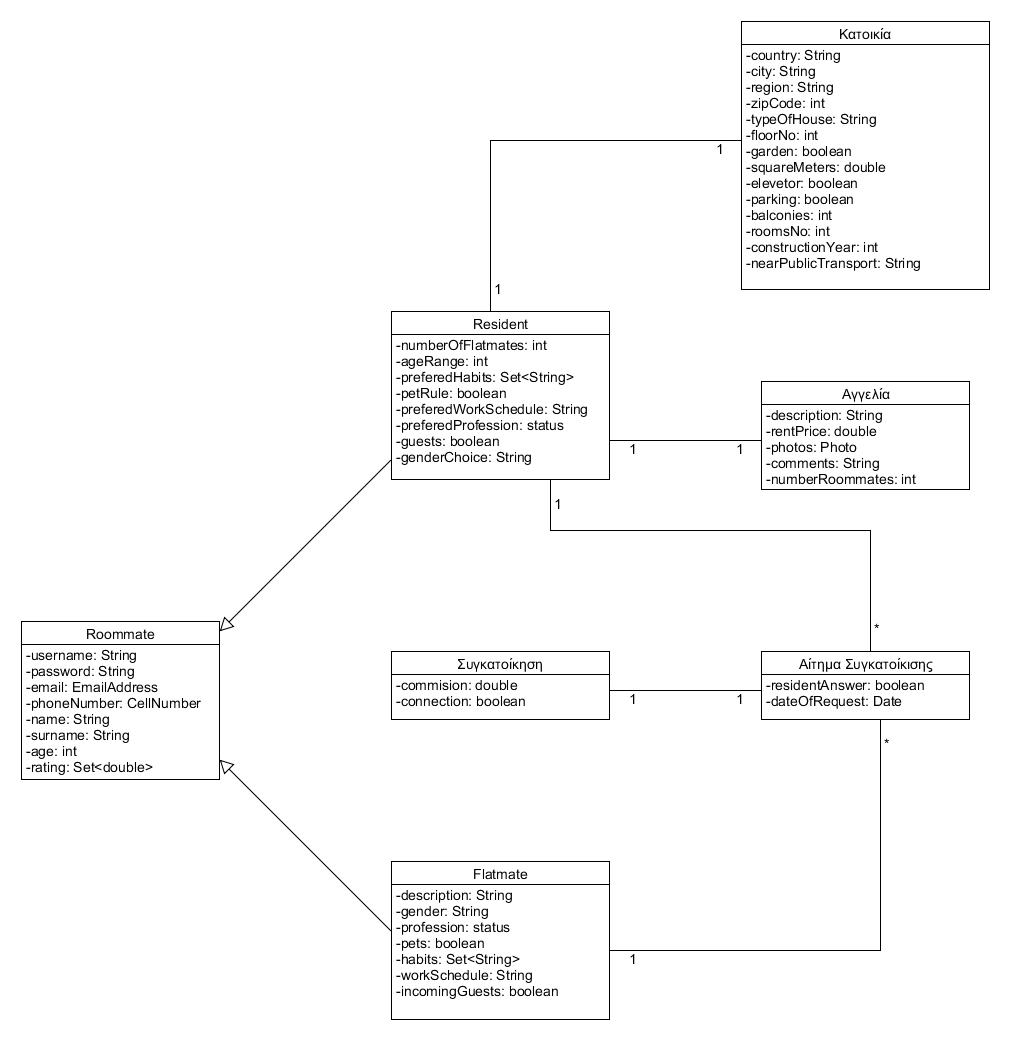 Κατοικία
-country: String
-city: String
-region: String
-zipCode: int
-typeOfHouse: String
-floorNo: int
-garden: boolean
-squareMeters: double
-elevetor: boolean
-parking: boolean
-balconies: int
-roomsNo: int
-constructionYear: int
-nearPublicTransport: String
1
1
Resident
-numberOfFlatmates: int
-ageRange: int
-preferedHabits: Set<String>
-petRule: boolean
-preferedWorkSchedule: String
-preferedProfession: status
-guests: boolean
-genderChoice: String
1
1
Αγγελία
-description: String
-rentPrice: double
-photos: Photo
-comments: String
-numberRoommates: int
1
*
Roommate
-username: String
-password: String
-email: EmailAddress
-phoneNumber: CellNumber
-name: String
-surname: String
-age: int
-rating: Set<double>
Συγκατοίκηση
-commision: double
-connection: boolean
1
1
Αίτημα Συγκατοίκισης
-residentAnswer: boolean
-dateOfRequest: Date
*
Flatmate
-description: String
-gender: String
-profession: status
-pets: boolean
-habits: Set<String>
-workSchedule: String
-incomingGuests: boolean
1